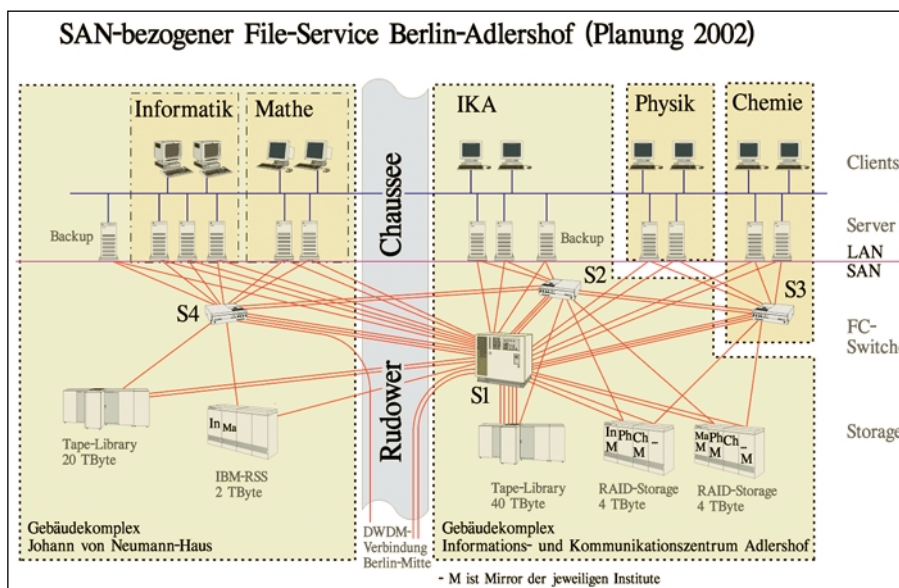 SAN-bezogener File-Service Berlin-Adlershof (Planung 2002)
Informatik
Mathe
Chaussee
IKA
Physik
Chemie
Clients
Backup
Backup
Server
LAN
SAN
S4
S2
S3
FC-
Switch
S1
Rudower
In Ma
In Ph Ch -
M M
Ma Ph Ch -
M M M
Storage
Tape-Library
20 TByte
IBM-RSS
2 TByte
Tape-Library
40 TByte
RAID-Storage
4 TByte
RAID-Storage
4 TByte
Gebäudekomplex
Johann von Neumann-Haus
DWDM-
Verbindung
Berlin-Mitte
Gebäudekomplex
Informations- und Kommunikationszentrum Adlershof
- M ist Mirror der jeweiligen Institute